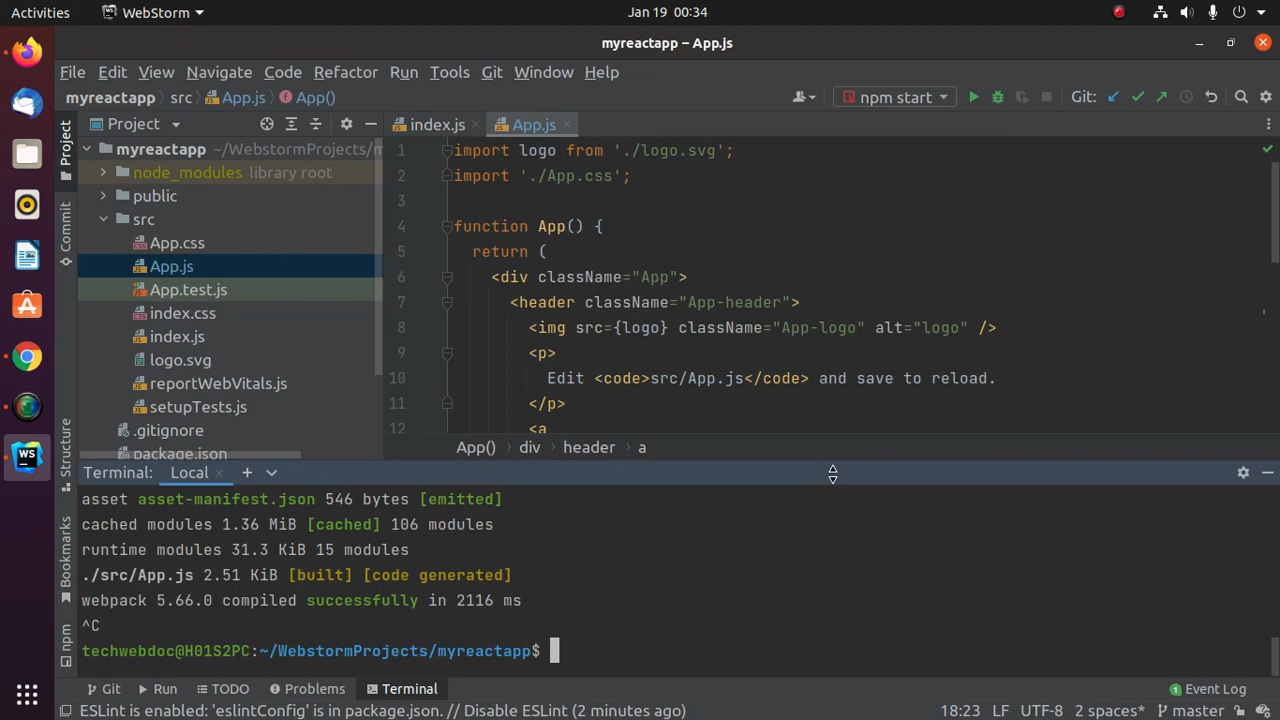 Activities WebStorm Jan 19 00:34
myreactapp – App.js
File Edit View Navigate Code Refactor Run Tools Git Window Help
myreactapp src App.js App() npm start Git:
Project
index.js App.js
myreactapp ~/WebstormProjects/m
node_modules library root
public
src
App.css
App.js
App.test.js
index.css
index.js
logo.svg
reportWebVitals.js
setupTests.js
.gitignore
package.json
Project
Commit
Structure
Bookmarks
npm
1 import logo from './logo.svg';
2 import './App.css';
3
4 function App() {
5 return (
6 <div className="App">
7 <header className="App-header">
8 <img src={logo} className="App-logo" alt="logo" />
9 <p>
10 Edit <code>src/App.js</code> and save to reload.
11 </p>
12 <a
App() div header a
Terminal: Local
asset asset-manifest.json 546 bytes [emitted]
cached modules 1.36 MiB [cached] 106 modules
runtime modules 31.3 KiB 15 modules
./src/App.js 2.51 KiB [built] [code generated]
webpack 5.66.0 compiled successfully in 2116 ms
^C
techwebdoc@H01S2PC:~/WebstormProjects/myreactapp$
Git Run TODO Problems Terminal 1 Event Log
ESLint is enabled: 'eslintConfig' is in package.json. // Disable ESLint (2 minutes ago) 18:23 LF UTF-8 2 spaces* master
WS